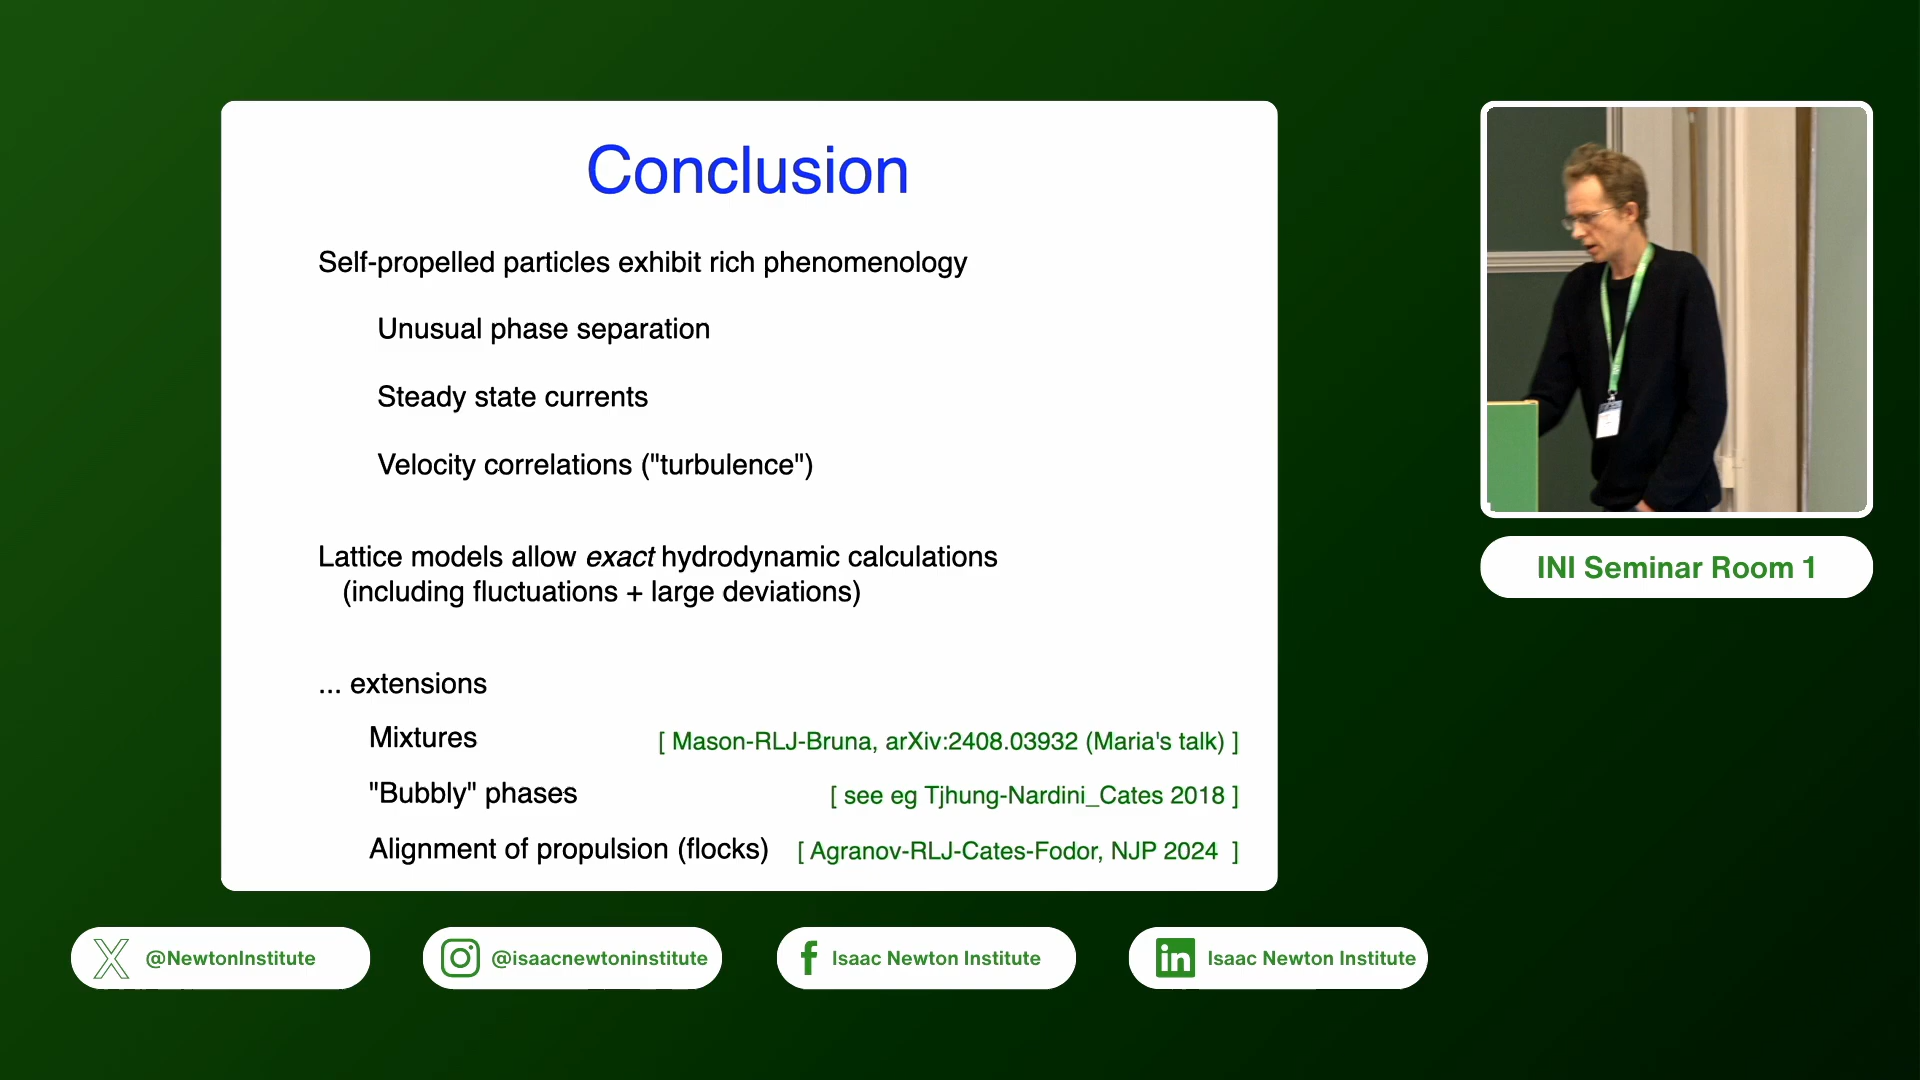 Conclusion
Self-propelled particles exhibit rich phenomenology
Unusual phase separation
Steady state currents
Velocity correlations ("turbulence")
Lattice models allow exact hydrodynamic calculations
(including fluctuations + large deviations)
... extensions
Mixtures [ Mason-RLJ-Bruna, arXiv:2408.03932 (Maria's talk) ]
"Bubbly" phases [ see eg Tjhung-Nardini_Cates 2018 ]
Alignment of propulsion (flocks) [ Agranov-RLJ-Cates-Fodor, NJP 2024 ]
INI Seminar Room 1
@NewtonInstitute
@isaacnewtoninstitute
Isaac Newton Institute
Isaac Newton Institute